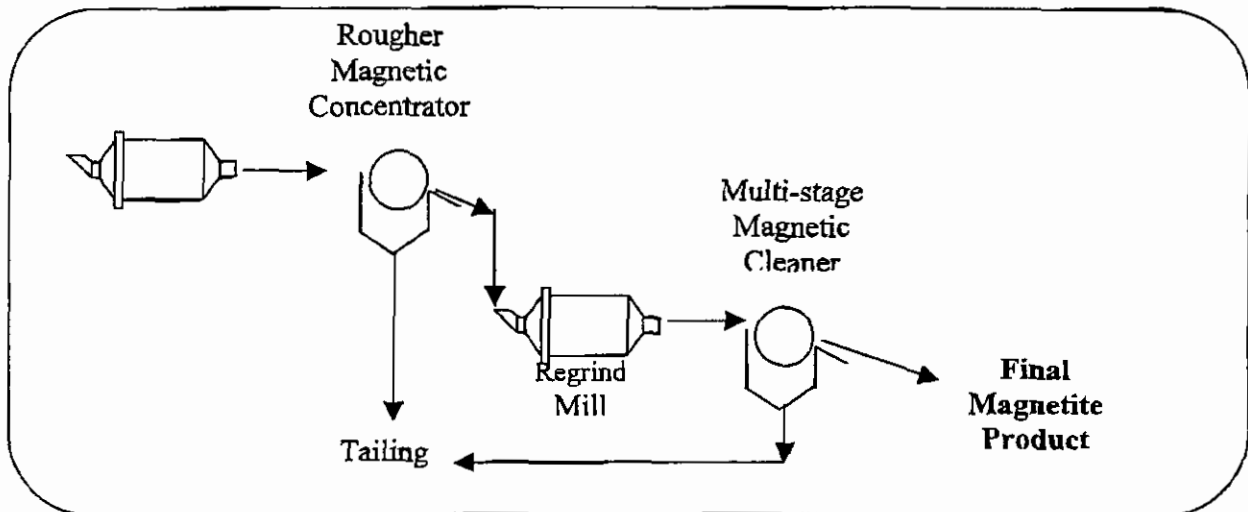 Rougher
Magnetic
Concentrator
Multi-stage
Magnetic
Cleaner
Regrind
Mill
Final
Magnetite
Product
Tailing